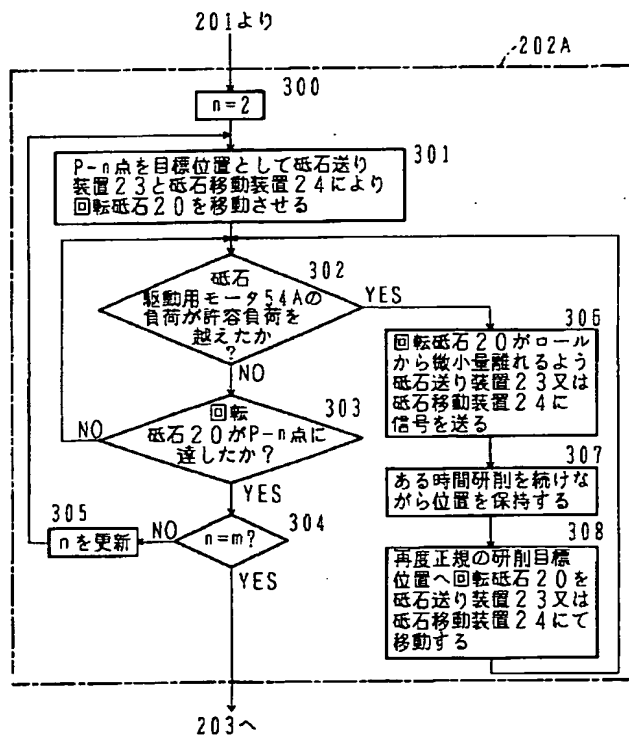 201より
202A
300
n=2
301
P-n点を目標位置として砥石送り
装置23と砥石移動装置24により
回転砥石20を移動させる
302
砥石
駆動用モータ54Aの
負荷が許容負荷を
越えたか
?
YES
NO
306
回転砥石20がロール
から微小量離れるよう
砥石送り装置23又は
砥石移動装置24に
信号を送る
303
回転
砥石20がP-n点に
達したか?
NO
YES
307
ある時間研削を続けな
がら位置を保持する
304
n=m?
NO
YES
305
nを更新
308
再度正規の研削目標
位置へ回転砥石20を
砥石送り装置23又は
砥石移動装置24にて
移動する
203へ